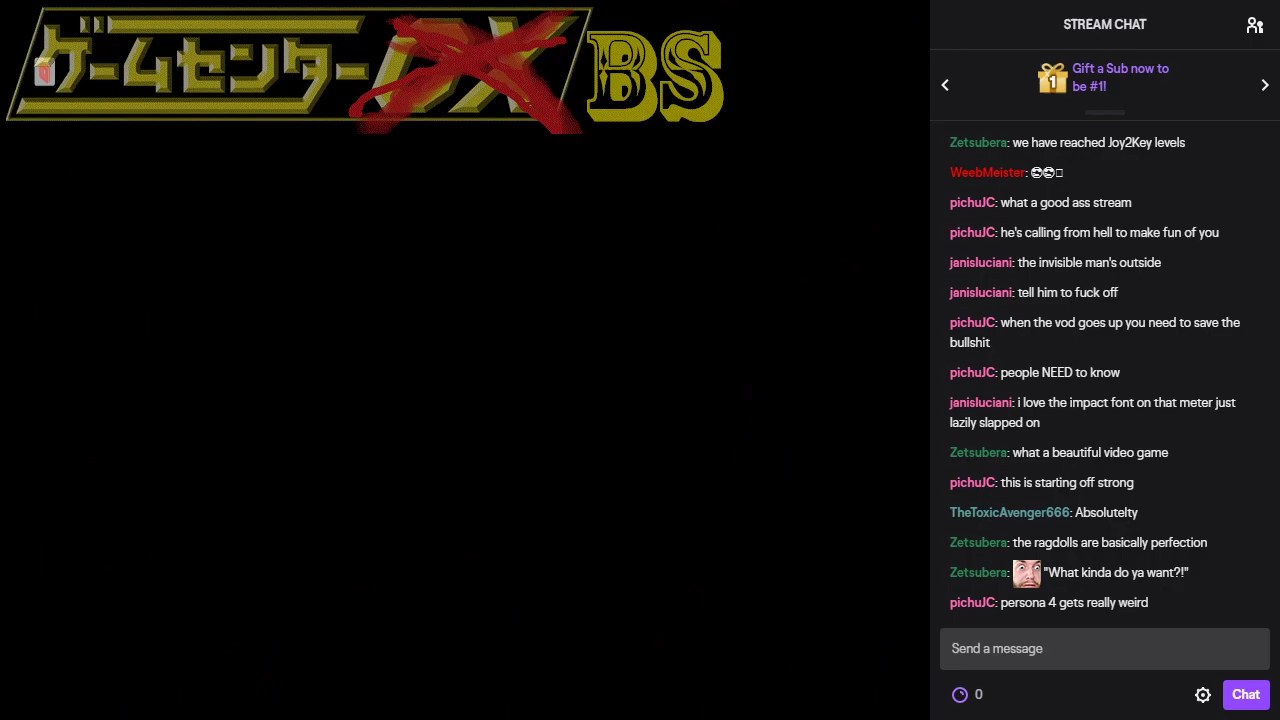 ゲームセンターDX BS
STREAM CHAT
Gift a Sub now to
be #1!
1
Zetsubera: we have reached Joy2Key levels
WeebMeister:
pichuJC: what a good ass stream
pichuJC: he's calling from hell to make fun of you
janisluciani: the invisible man's outside
janisluciani: tell him to fuck off
pichuJC: when the vod goes up you need to save the
bullshit
pichuJC: people NEED to know
janisluciani: i love the impact font on that meter just
lazily slapped on
Zetsubera: what a beautiful video game
pichuJC: this is starting off strong
TheToxicAvenger666: Absolutelty
Zetsubera: the ragdolls are basically perfection
Zetsubera: "What kinda do ya want?!"
pichuJC: persona 4 gets really weird
Send a message
0
Chat